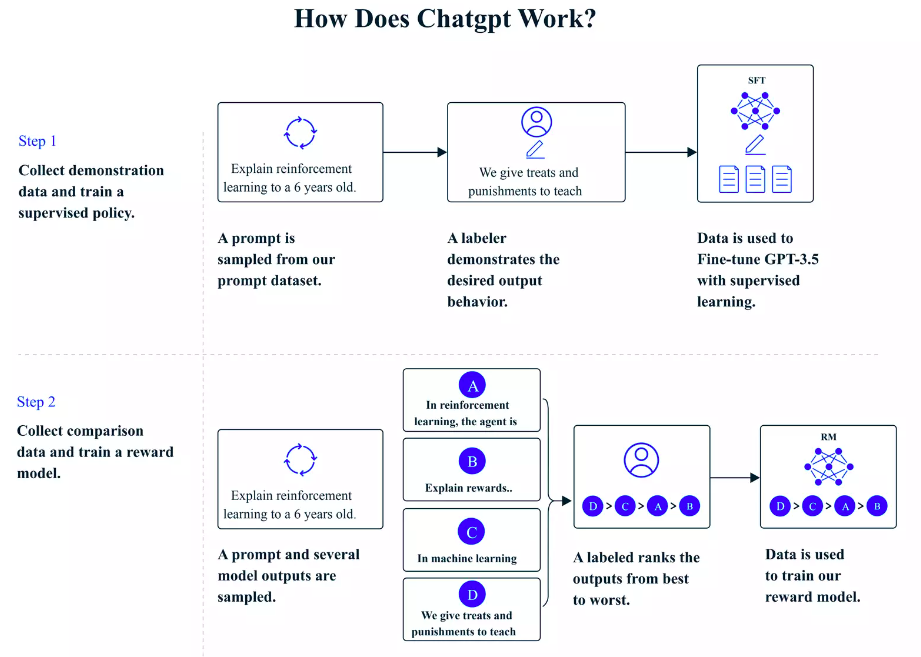 How Does Chatgpt Work?
Step 1
Collect demonstration
data and train a
supervised policy.
Explain reinforcement
learning to a 6 years old.
A prompt is
sampled from our
prompt dataset.
We give treats and
punishments to teach
A labeler
demonstrates the
desired output
behavior.
SFT
Data is used to
Fine-tune GPT-3.5
with supervised
learning.
Step 2
Collect comparison
data and train a reward
model.
Explain reinforcement
learning to a 6 years old.
A prompt and several
model outputs are
sampled.
A
In reinforcement
learning, the agent is
B
Explain rewards..
C
In machine learning
D
We give treats and
punishments to teach
D > C > A > B
A labeled ranks the
outputs from best
to worst.
RM
D > C > A > B
Data is used
to train our
reward model.